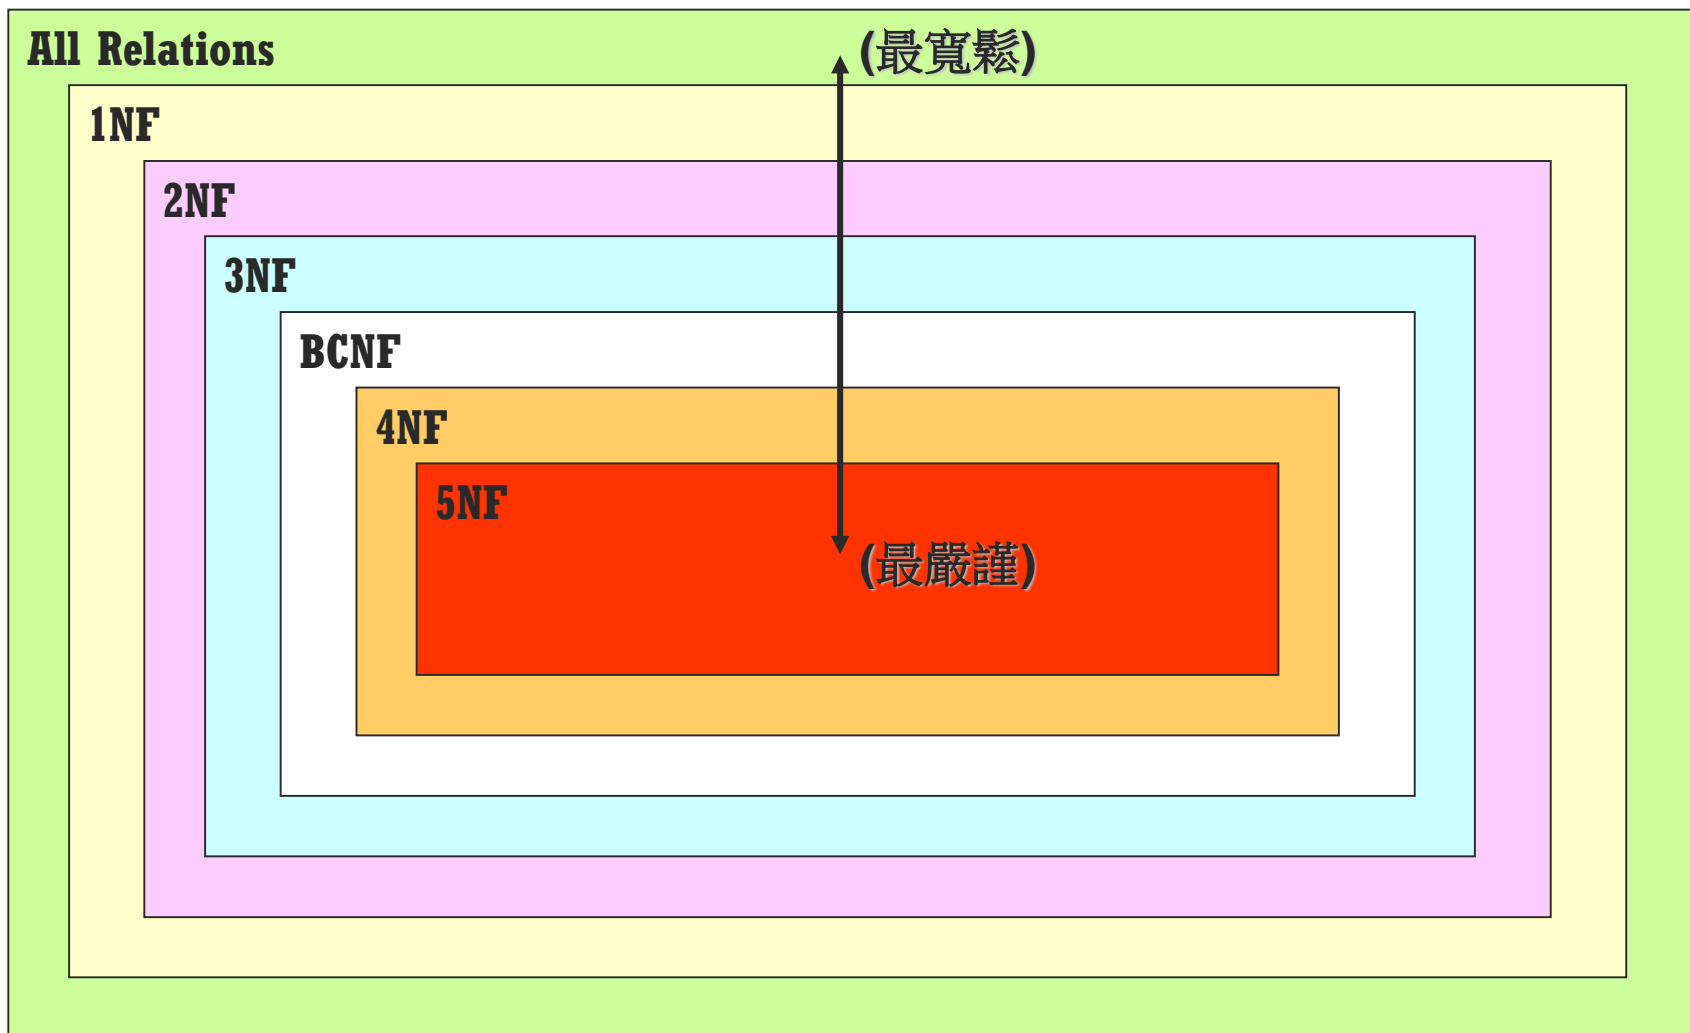 All Relations
(最寬鬆)
1NF
2NF
3NF
BCNF
4NF
5NF
(最嚴謹)